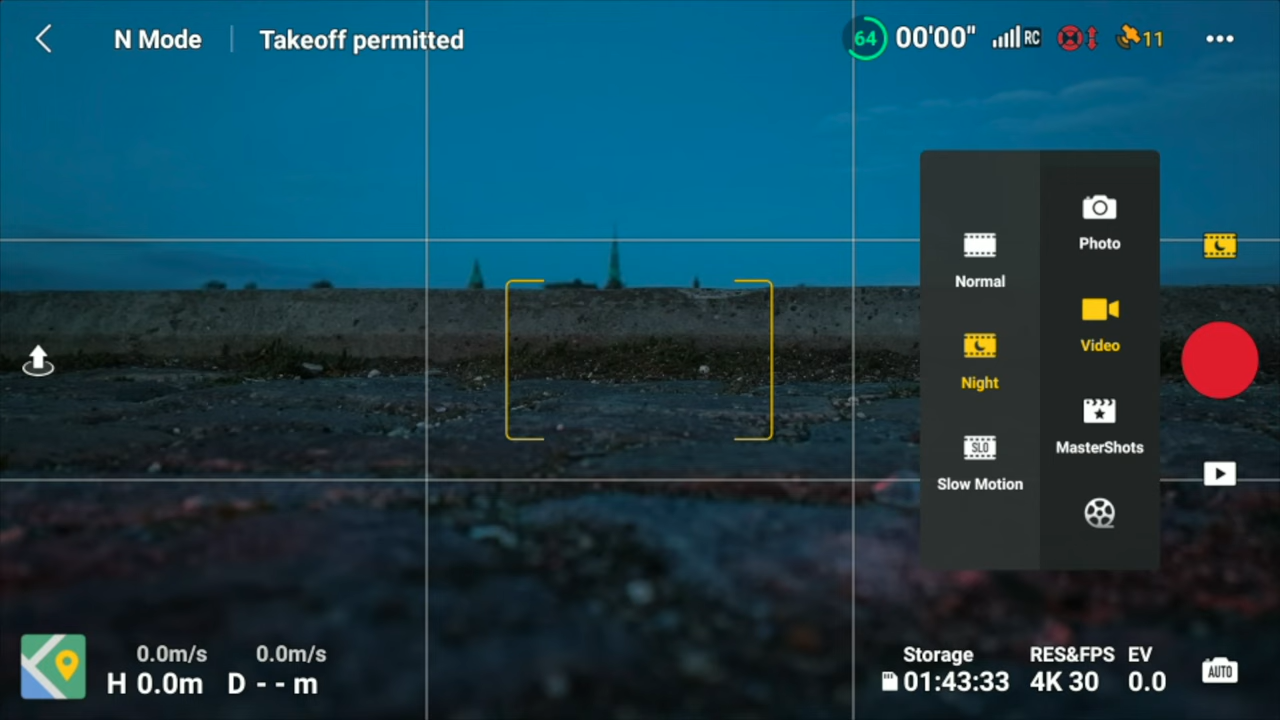 N Mode | Takeoff permitted
64 00'00" RC 11
Photo
Normal
Video
Night
MasterShots
SLO
Slow Motion
0.0m/s 0.0m/s
H 0.0m D - - m
Storage RES&FPS EV
01:43:33 4K 30 0.0
AUTO